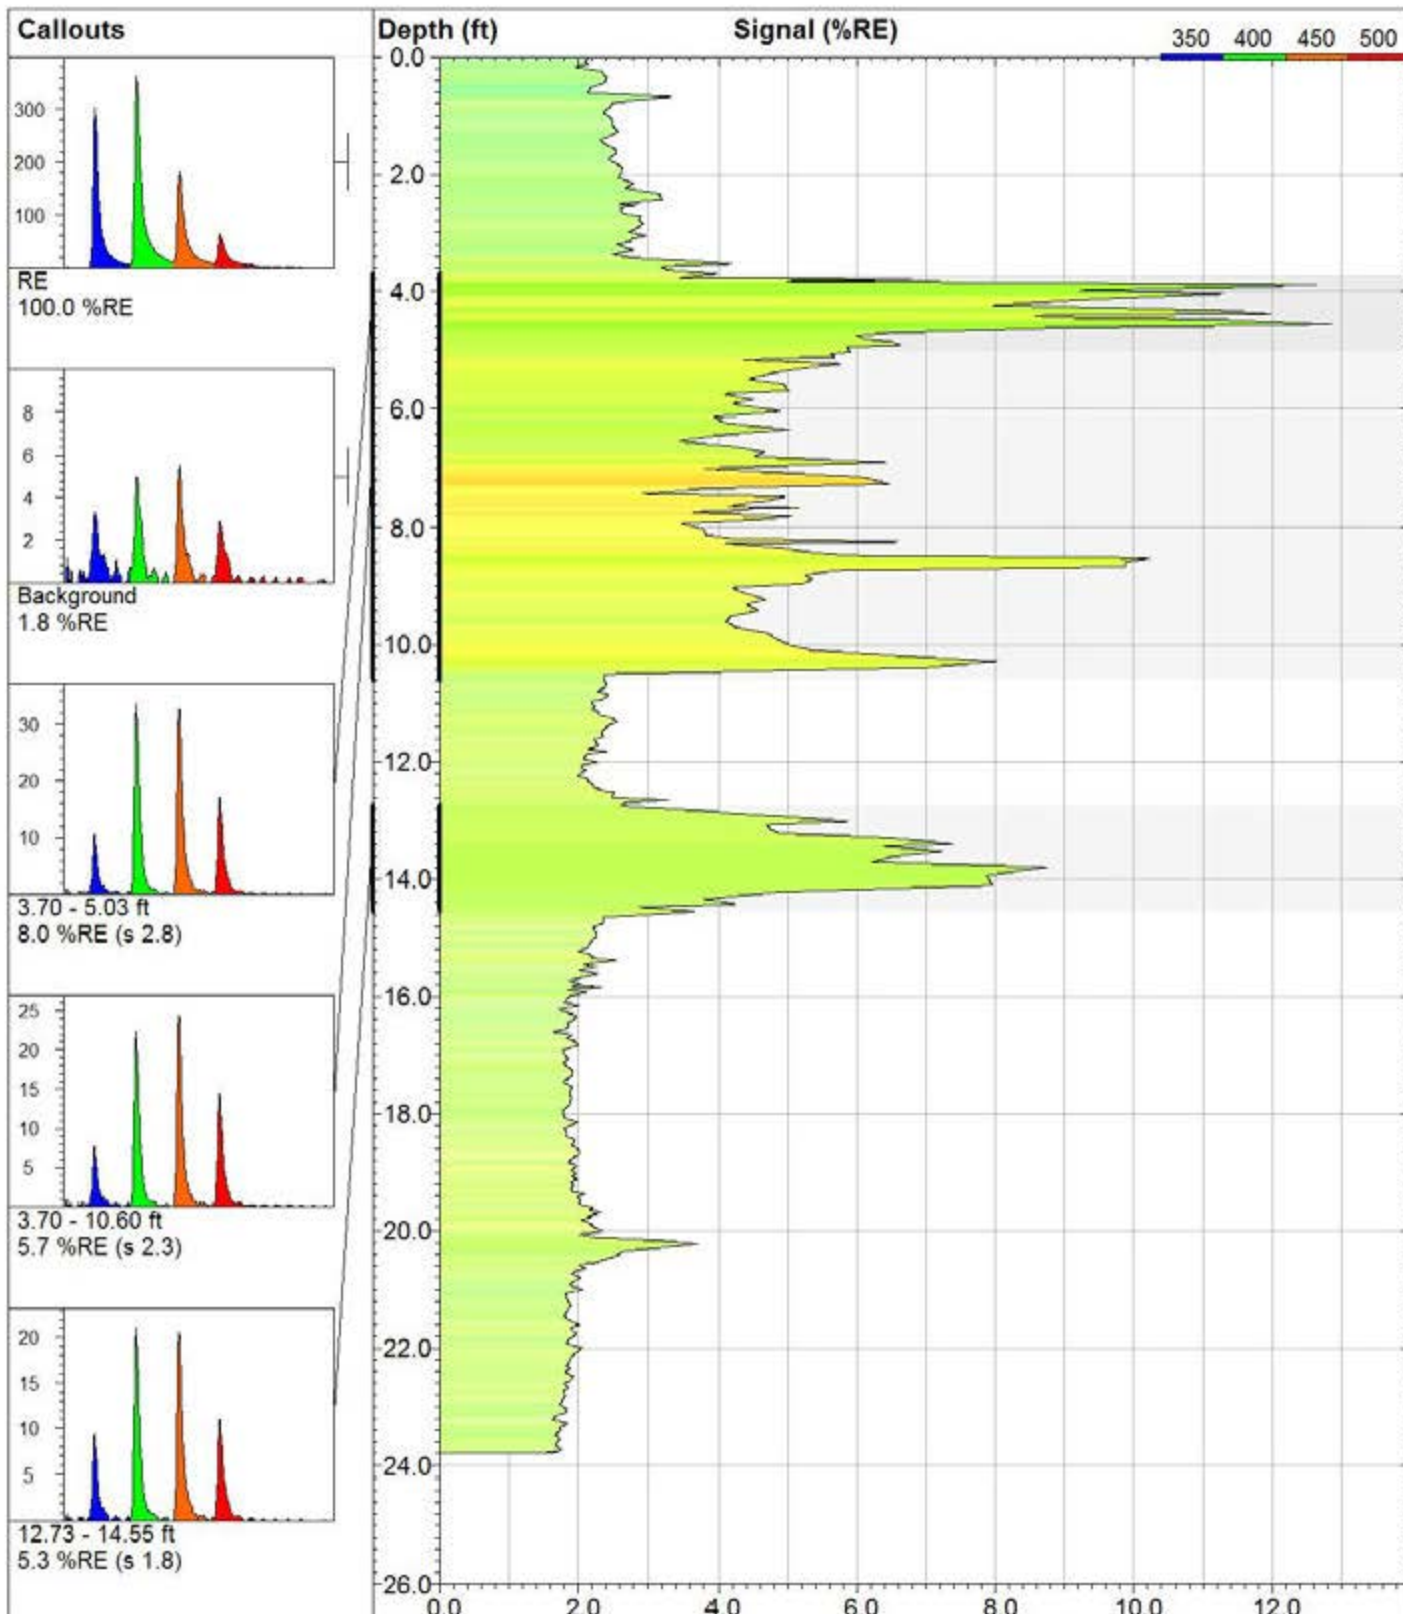 Callouts
Depth (ft)
Signal (%RE)
350 400 450 500
300
200
100
RE
100.0 %RE
8
6
4
2
Background
1.8 %RE
30
20
10
3.70 - 5.03 ft
8.0 %RE (s 2.8)
25
20
15
10
5
3.70 - 10.60 ft
5.7 %RE (s 2.3)
20
15
10
5
12.73 - 14.55 ft
5.3 %RE (s 1.8)
0.0
2.0
4.0
6.0
8.0
10.0
12.0
14.0
16.0
18.0
20.0
22.0
24.0
26.0
0.0 2.0 4.0 6.0 8.0 10.0 12.0